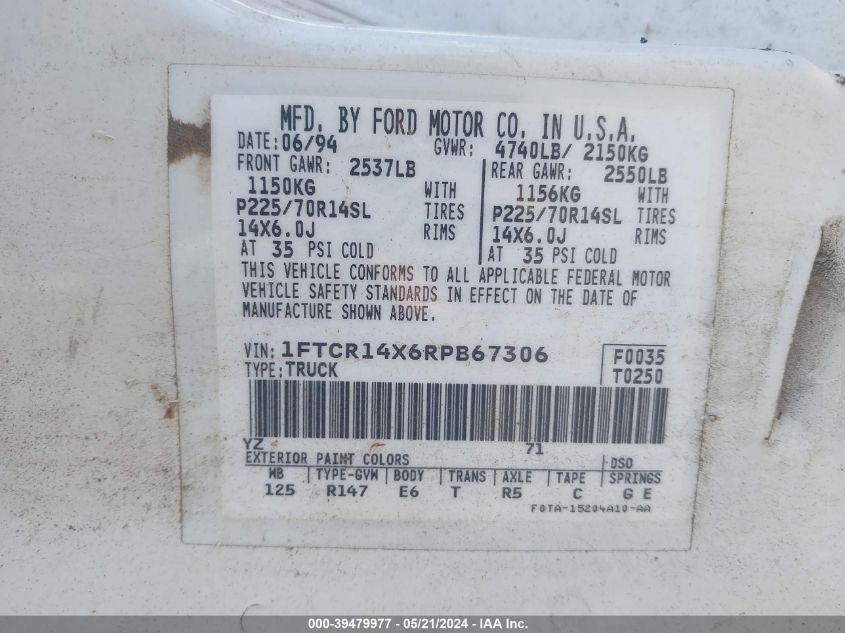 MFD. BY FORD MOTOR CO. IN U.S.A.
DATE: 06/94 GVWR: 4740LB/ 2150KG
FRONT GAWR: 2537LB REAR GAWR: 2550LB
1150KG WITH 1156KG WITH
P225/70R14SL TIRES P225/70R14SL TIRES
14X6.0J RIMS 14X6.0J RIMS
AT 35 PSI COLD AT 35 PSI COLD
THIS VEHICLE CONFORMS TO ALL APPLICABLE FEDERAL MOTOR
VEHICLE SAFETY STANDARDS IN EFFECT ON THE DATE OF
MANUFACTURE SHOWN ABOVE.
VIN: 1FTCR14X6RPB67306 F0035
TYPE: TRUCK T0250
YZ 71
EXTERIOR PAINT COLORS DSO
WB TYPE-GVW BODY TRANS AXLE TAPE SPRINGS
125 R147 E6 T R5 C G E
F0TA-15204A10-AA
000-39479977 - 05/21/2024 - IAA Inc.